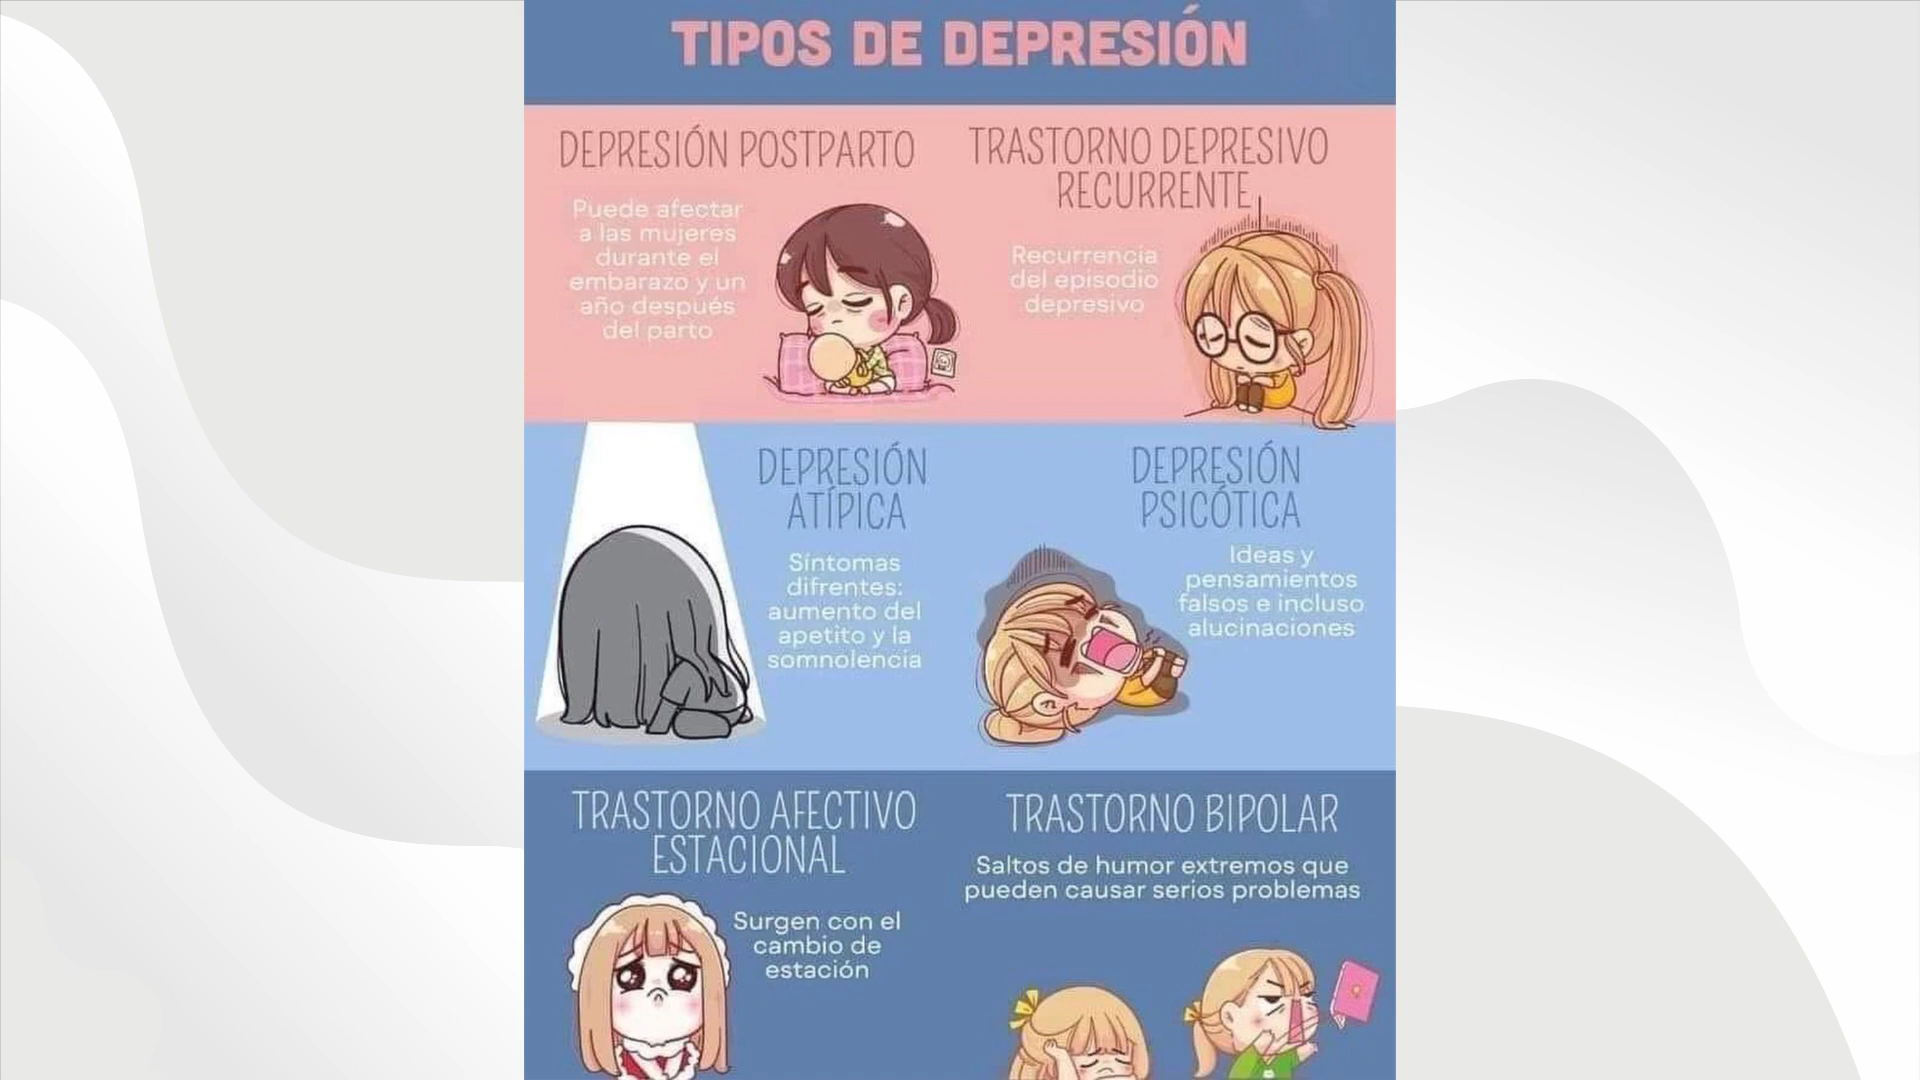 TIPOS DE DEPRESIÓN
DEPRESIÓN POSTPARTO
Puede afectar
a las mujeres
durante el
embarazo y un
año después
del parto
TRASTORNO DEPRESIVO
RECURRENTE
Recurrencia
del episodio
depresivo
DEPRESIÓN
ATÍPICA
Síntomas
difrentes:
aumento del
apetito y la
somnolencia
DEPRESIÓN
PSICÓTICA
Ideas y
pensamientos
falsos e incluso
alucinaciones
TRASTORNO AFECTIVO
ESTACIONAL
Surgen con el
cambio de
estación
TRASTORNO BIPOLAR
Saltos de humor extremos que
pueden causar serios problemas